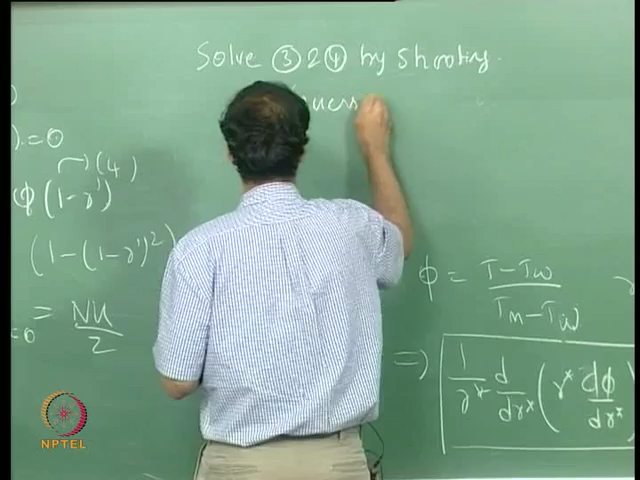 Solve ③ & ④ by shooting.
Guess
) = 0
(4)
φ(1-r')
(1-(1-r')²)
=0 = Nu/2
φ = T-Tw / Tm-Tw
⇒ 1/r* d/dr* (r* dφ/dr*
NPTEL